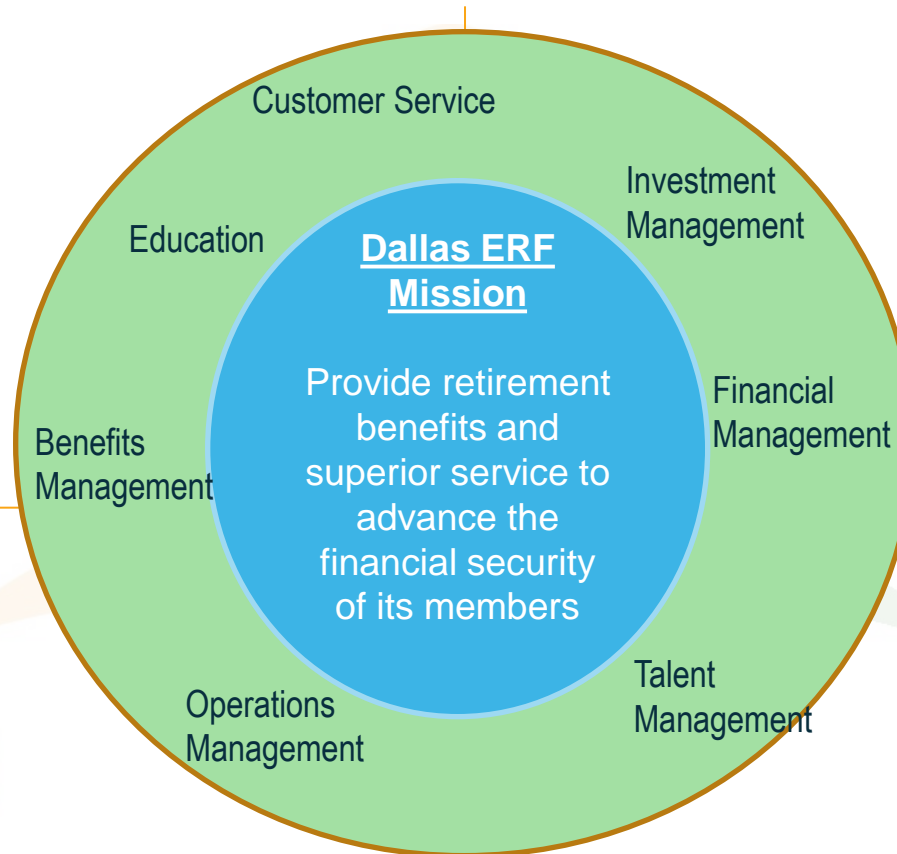 Customer Service
Investment
Management
Education
Dallas ERF
Mission
Provide retirement
benefits and
superior service to
advance the
financial security
of its members
Financial
Management
Benefits
Management
Talent
Management
Operations
Management